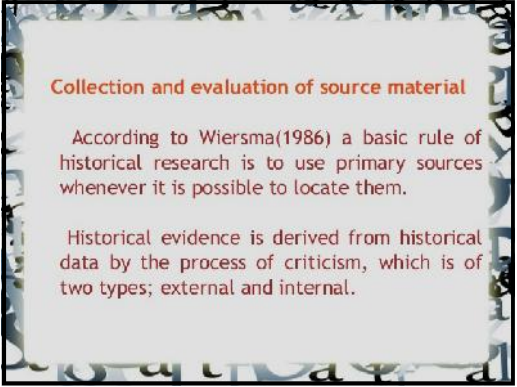 Collection and evaluation of source material
According to Wiersma(1986) a basic rule of
historical research is to use primary sources
whenever it is possible to locate them.
Historical evidence is derived from historical
data by the process of criticism, which is of
two types; external and internal.